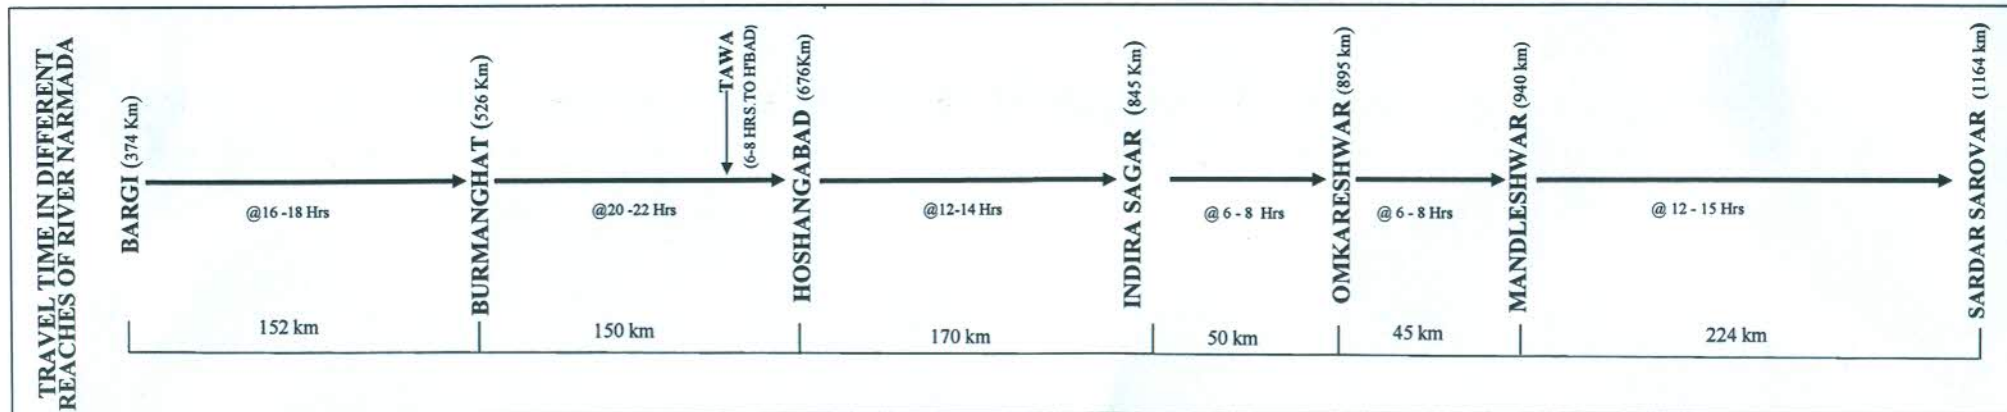 TRAVEL TIME IN DIFFERENT
REACHES OF RIVER NARMADA
BARGI (374 Km)
@16 -18 Hrs
BURMANGHAT (526 Km)
@20 -22 Hrs
TAWA
(6-8 HRS.TO H'BAD)
HOSHANGABAD (676Km)
@12-14 Hrs
INDIRA SAGAR (845 Km)
@ 6 - 8 Hrs
OMKARESHWAR (895 km)
@ 6 - 8 Hrs
MANDLESHWAR (940 km)
@ 12 - 15 Hrs
SARDAR SAROVAR (1164 km)
152 km
150 km
170 km
50 km
45 km
224 km